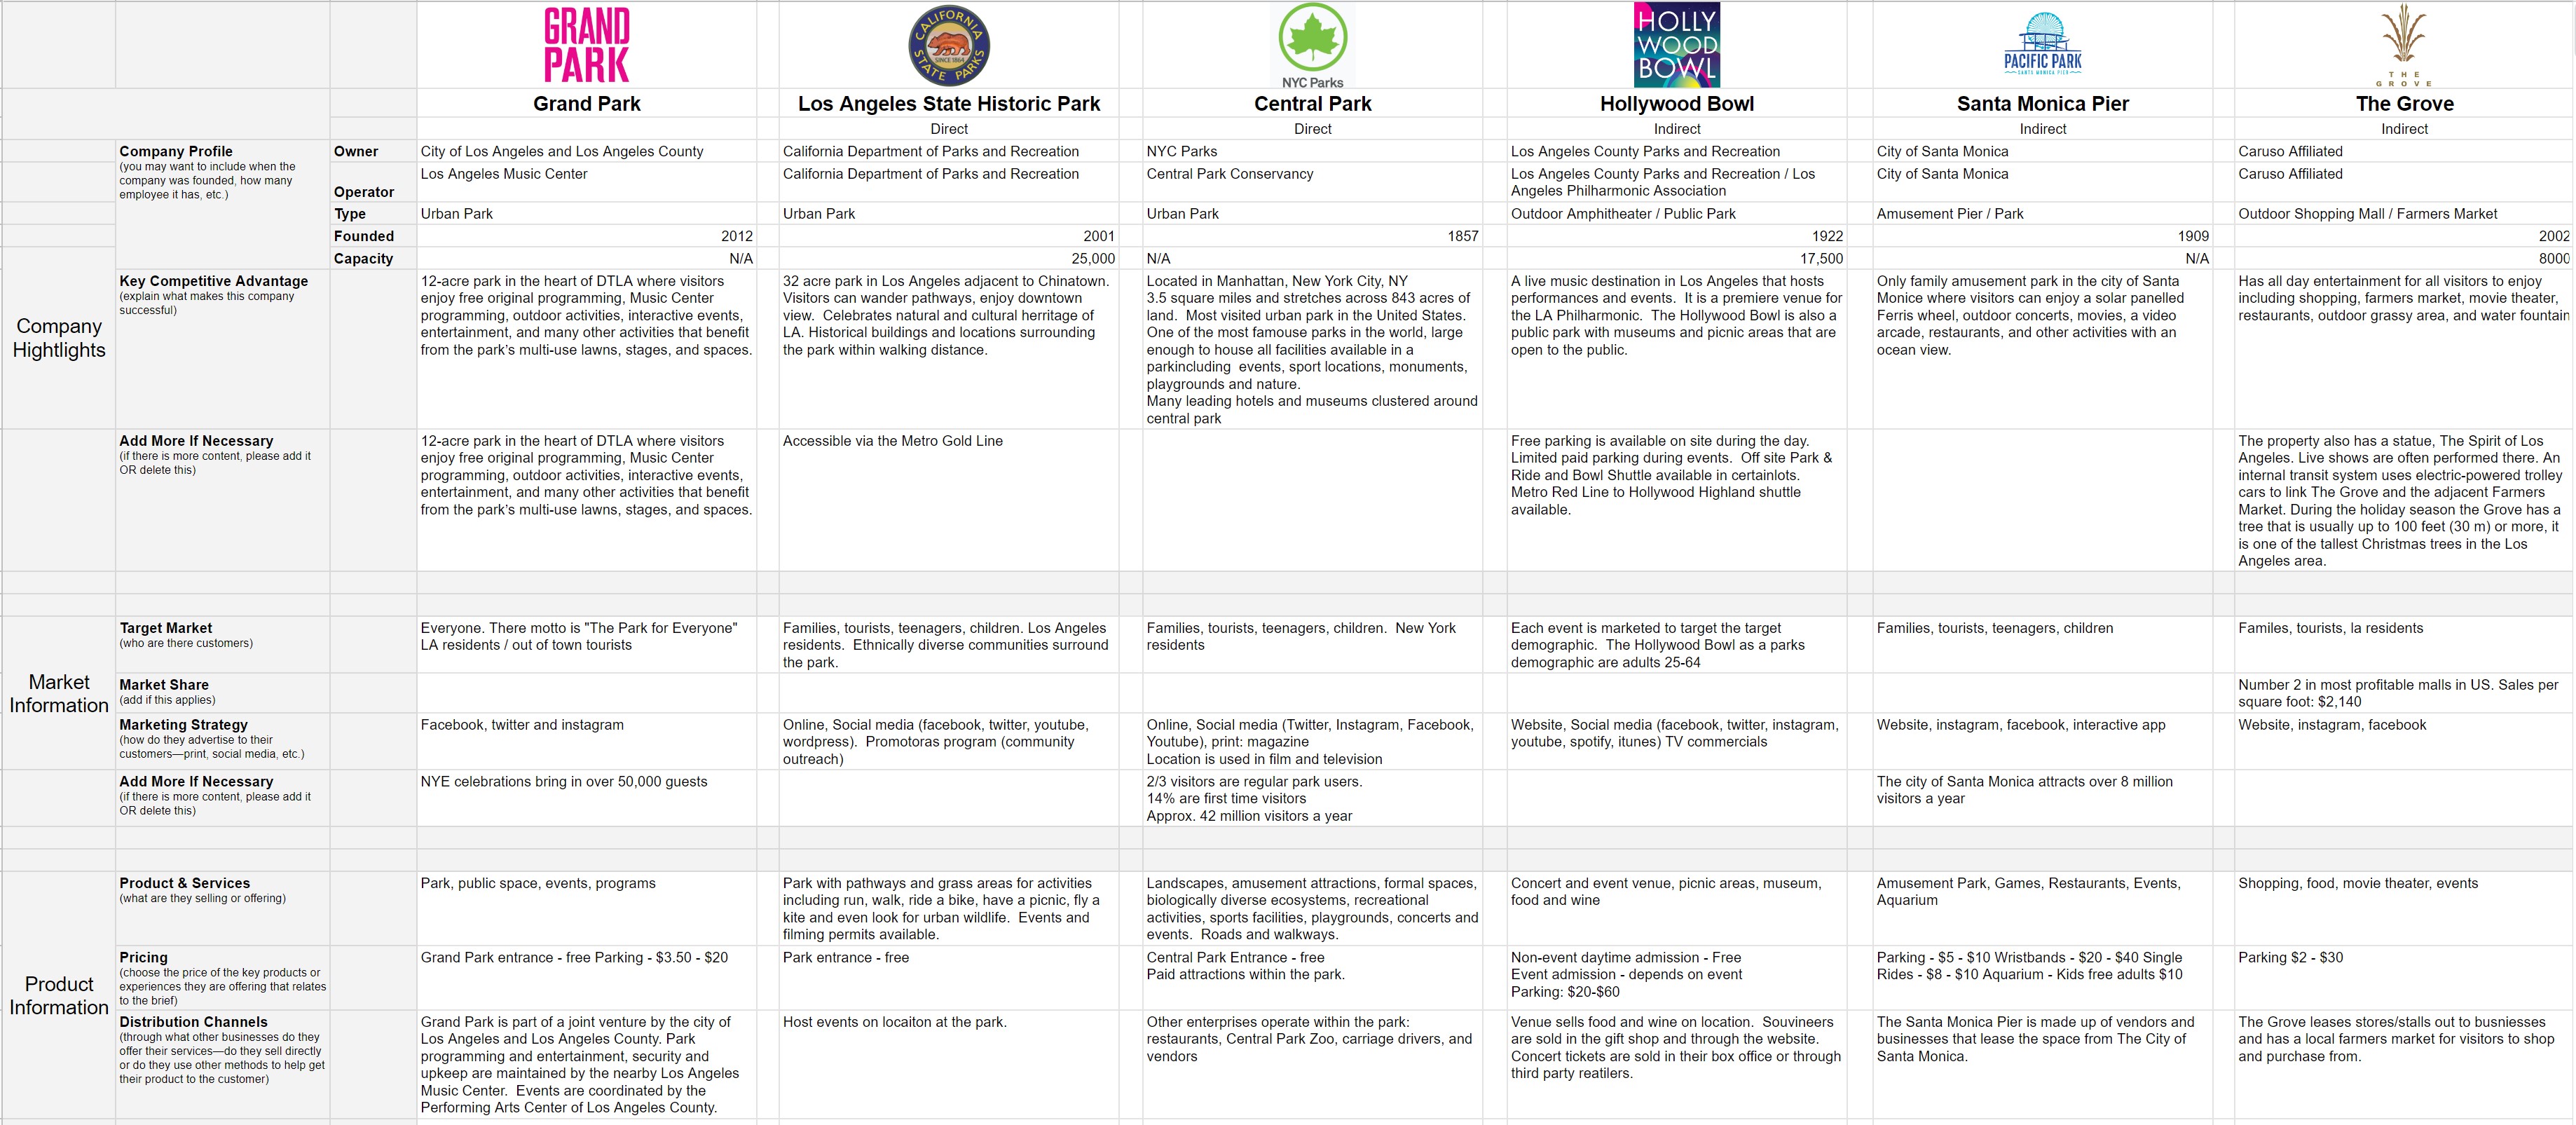 GRAND
PARK
CALIFORNIA
SINCE 1864
STATE PARKS
NYC Parks
HOLLY
WOOD
BOWL
PACIFIC PARK
SANTA MONICA PIER
THE
GROVE
Grand Park
Los Angeles State Historic Park
Central Park
Hollywood Bowl
Santa Monica Pier
The Grove
Direct
Direct
Indirect
Indirect
Indirect
Company Hightlights
Company Profile
(you may want to include when the
company was founded, how many
employee it has, etc.)
Owner
City of Los Angeles and Los Angeles County
California Department of Parks and Recreation
NYC Parks
Los Angeles County Parks and Recreation
City of Santa Monica
Caruso Affiliated
Operator
Los Angeles Music Center
California Department of Parks and Recreation
Central Park Conservancy
Los Angeles County Parks and Recreation / Los
Angeles Philharmonic Association
City of Santa Monica
Caruso Affiliated
Type
Urban Park
Urban Park
Urban Park
Outdoor Amphitheater / Public Park
Amusement Pier / Park
Outdoor Shopping Mall / Farmers Market
Founded
2012
2001
1857
1922
1909
2002
Capacity
N/A
25,000
N/A
17,500
N/A
8000
Key Competitive Advantage
(explain what makes this company
successful)
12-acre park in the heart of DTLA where visitors
enjoy free original programming, Music Center
programming, outdoor activities, interactive events,
entertainment, and many other activities that benefit
from the park's multi-use lawns, stages, and spaces.
32 acre park in Los Angeles adjacent to Chinatown.
Visitors can wander pathways, enjoy downtown
view. Celebrates natural and cultural herteritage of
LA. Historical buildings and locations surrounding
the park within walking distance.
Located in Manhattan, New York City, NY
3.5 square miles and stretches across 843 acres of
land. Most visited urban park in the United States.
One of the most famouse parks in the world, large
enough to house all facilities available in a
parkincluding events, sport locations, monuments,
playgrounds and nature.
Many leading hotels and museums clustered around
central park
A live music destination in Los Angeles that hosts
performances and events. It is a premiere venue for
the LA Philharmonic. The Hollywood Bowl is also a
public park with museums and picnic areas that are
open to the public.
Only family amusement park in the city of Santa
Monice where visitors can enjoy a solar panelled
Ferris wheel, outdoor concerts, movies, a video
arcade, restaurants, and other activities with an
ocean view.
Has all day entertainment for all visitors to enjoy
including shopping, farmers market, movie theater,
restaurants, outdoor grassy area, and water fountain
Add More If Necessary
(if there is more content, please add it
OR delete this)
12-acre park in the heart of DTLA where visitors
enjoy free original programming, Music Center
programming, outdoor activities, interactive events,
entertainment, and many other activities that benefit
from the park's multi-use lawns, stages, and spaces.
Accessible via the Metro Gold Line
Free parking is available on site during the day.
Limited paid parking during events. Off site Park &
Ride and Bowl Shuttle available in certainlots.
Metro Red Line to Hollywood Highland shuttle
available.
The property also has a statue, The Spirit of Los
Angeles. Live shows are often performed there. An
internal transit system uses electric-powered trolley
cars to link The Grove and the adjacent Farmers
Market. During the holiday season the Grove has a
tree that is usually up to 100 feet (30 m) or more, it
is one of the tallest Christmas trees in the Los
Angeles area.
Market
Information
Target Market
(who are there customers)
Everyone. There motto is "The Park for Everyone"
LA residents / out of town tourists
Families, tourists, teenagers, children. Los Angeles
residents. Ethnically diverse communities surround
the park.
Families, tourists, teenagers, children. New York
residents
Each event is marketed to target the target
demographic. The Hollywood Bowl as a parks
demographic are adults 25-64
Families, tourists, teenagers, children
Familes, tourists, la residents
Market Share
(add if this applies)
Number 2 in most profitable malls in US. Sales per
square foot: $2,140
Marketing Strategy
(how do they advertise to their
customers—print, social media, etc.)
Facebook, twitter and instagram
Online, Social media (facebook, twitter, youtube,
wordpress). Promotoras program (community
outreach)
Online, Social media (Twitter, Instagram, Facebook,
Youtube), print: magazine
Location is used in film and television
Website, Social media (facebook, twitter, instagram,
youtube, spotify, itunes) TV commercials
Website, instagram, facebook, interactive app
Website, instagram, facebook
Add More If Necessary
(if there is more content, please add it
OR delete this)
NYE celebrations bring in over 50,000 guests
2/3 visitors are regular park users.
14% are first time visitors
Approx. 42 million visitors a year
The city of Santa Monica attracts over 8 million
visitors a year
Product
Information
Product & Services
(what are they selling or offering)
Park, public space, events, programs
Park with pathways and grass areas for activities
including run, walk, ride a bike, have a picnic, fly a
kite and even look for urban wildlife. Events and
filming permits available.
Landscapes, amusement attractions, formal spaces,
biologically diverse ecosystems, recreational
activities, sports facilities, playgrounds, concerts and
events. Roads and walkways.
Concert and event venue, picnic areas, museum,
food and wine
Amusement Park, Games, Restaurants, Events,
Aquarium
Shopping, food, movie theater, events
Pricing
(choose the price of the key products or
experiences they are offering that relates
to the brief)
Grand Park entrance - free Parking - $3.50 - $20
Park entrance - free
Central Park Entrance - free
Paid attractions within the park.
Non-event daytime admission - Free
Event admission - depends on event
Parking: $20-$60
Parking - $5 - $10 Wristbands - $20 - $40 Single
Rides - $8 - $10 Aquarium - Kids free adults $10
Parking $2 - $30
Distribution Channels
(through what other businesses do they
offer their services—do they sell directly
or do they use other methods to help get
their product to the customer)
Grand Park is part of a joint venture by the city of
Los Angeles and Los Angeles County. Park
programming and entertainment, security and
upkeep are maintained by the nearby Los Angeles
Music Center. Events are coordinated by the
Performing Arts Center of Los Angeles County.
Host events on locaiton at the park.
Other enterprises operate within the park:
restaurants, Central Park Zoo, carriage drivers, and
vendors
Venue sells food and wine on location. Souvineers
are sold in the gift shop and through the website.
Concert tickets are sold in their box office or through
third party reatilers.
The Santa Monica Pier is made up of vendors and
businesses that lease the space from The City of
Santa Monica.
The Grove leases stores/stalls out to busniesses
and has a local farmers market for visitors to shop
and purchase from.